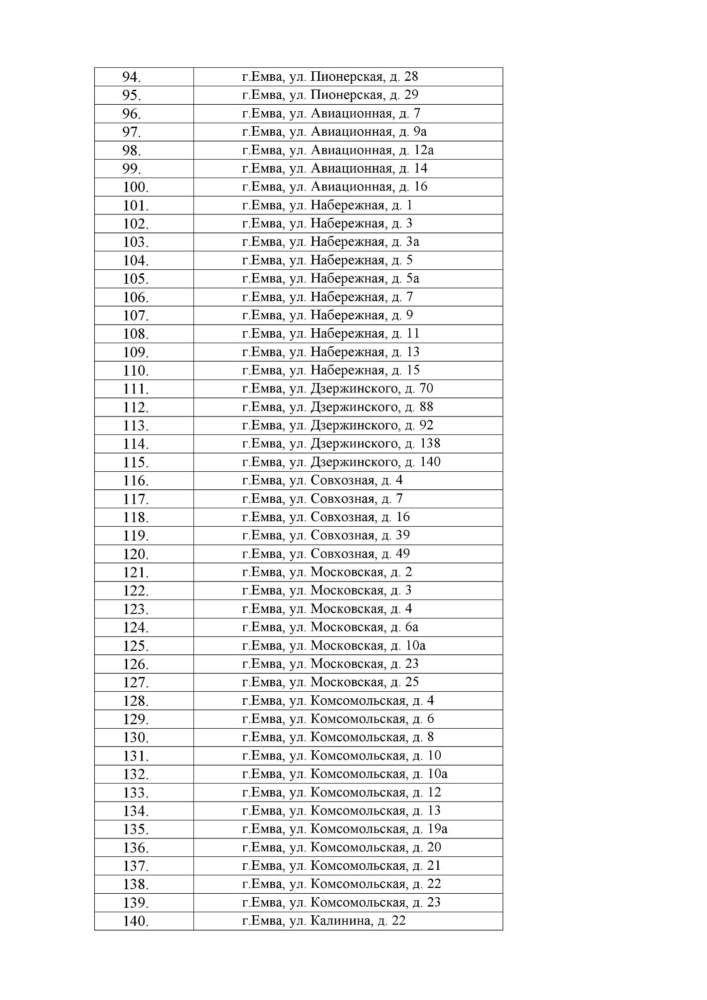 94. г.Емва, ул. Пионерская, д. 28
95. г.Емва, ул. Пионерская, д. 29
96. г.Емва, ул. Авиационная, д. 7
97. г.Емва, ул. Авиационная, д. 9а
98. г.Емва, ул. Авиационная, д. 12а
99. г.Емва, ул. Авиационная, д. 14
100. г.Емва, ул. Авиационная, д. 16
101. г.Емва, ул. Набережная, д. 1
102. г.Емва, ул. Набережная, д. 3
103. г.Емва, ул. Набережная, д. 3а
104. г.Емва, ул. Набережная, д. 5
105. г.Емва, ул. Набережная, д. 5а
106. г.Емва, ул. Набережная, д. 7
107. г.Емва, ул. Набережная, д. 9
108. г.Емва, ул. Набережная, д. 11
109. г.Емва, ул. Набережная, д. 13
110. г.Емва, ул. Набережная, д. 15
111. г.Емва, ул. Дзержинского, д. 70
112. г.Емва, ул. Дзержинского, д. 88
113. г.Емва, ул. Дзержинского, д. 92
114. г.Емва, ул. Дзержинского, д. 138
115. г.Емва, ул. Дзержинского, д. 140
116. г.Емва, ул. Совхозная, д. 4
117. г.Емва, ул. Совхозная, д. 7
118. г.Емва, ул. Совхозная, д. 16
119. г.Емва, ул. Совхозная, д. 39
120. г.Емва, ул. Совхозная, д. 49
121. г.Емва, ул. Московская, д. 2
122. г.Емва, ул. Московская, д. 3
123. г.Емва, ул. Московская, д. 4
124. г.Емва, ул. Московская, д. 6а
125. г.Емва, ул. Московская, д. 10а
126. г.Емва, ул. Московская, д. 23
127. г.Емва, ул. Московская, д. 25
128. г.Емва, ул. Комсомольская, д. 4
129. г.Емва, ул. Комсомольская, д. 6
130. г.Емва, ул. Комсомольская, д. 8
131. г.Емва, ул. Комсомольская, д. 10
132. г.Емва, ул. Комсомольская, д. 10а
133. г.Емва, ул. Комсомольская, д. 12
134. г.Емва, ул. Комсомольская, д. 13
135. г.Емва, ул. Комсомольская, д. 19а
136. г.Емва, ул. Комсомольская, д. 20
137. г.Емва, ул. Комсомольская, д. 21
138. г.Емва, ул. Комсомольская, д. 22
139. г.Емва, ул. Комсомольская, д. 23
140. г.Емва, ул. Калинина, д. 22